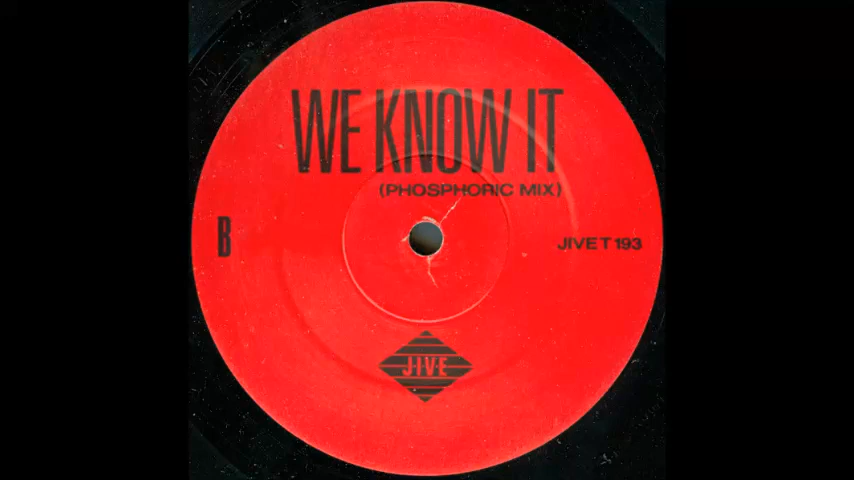 WE KNOW IT
(PHOSPHORIC MIX)
B
JIVE T 193
JIVE